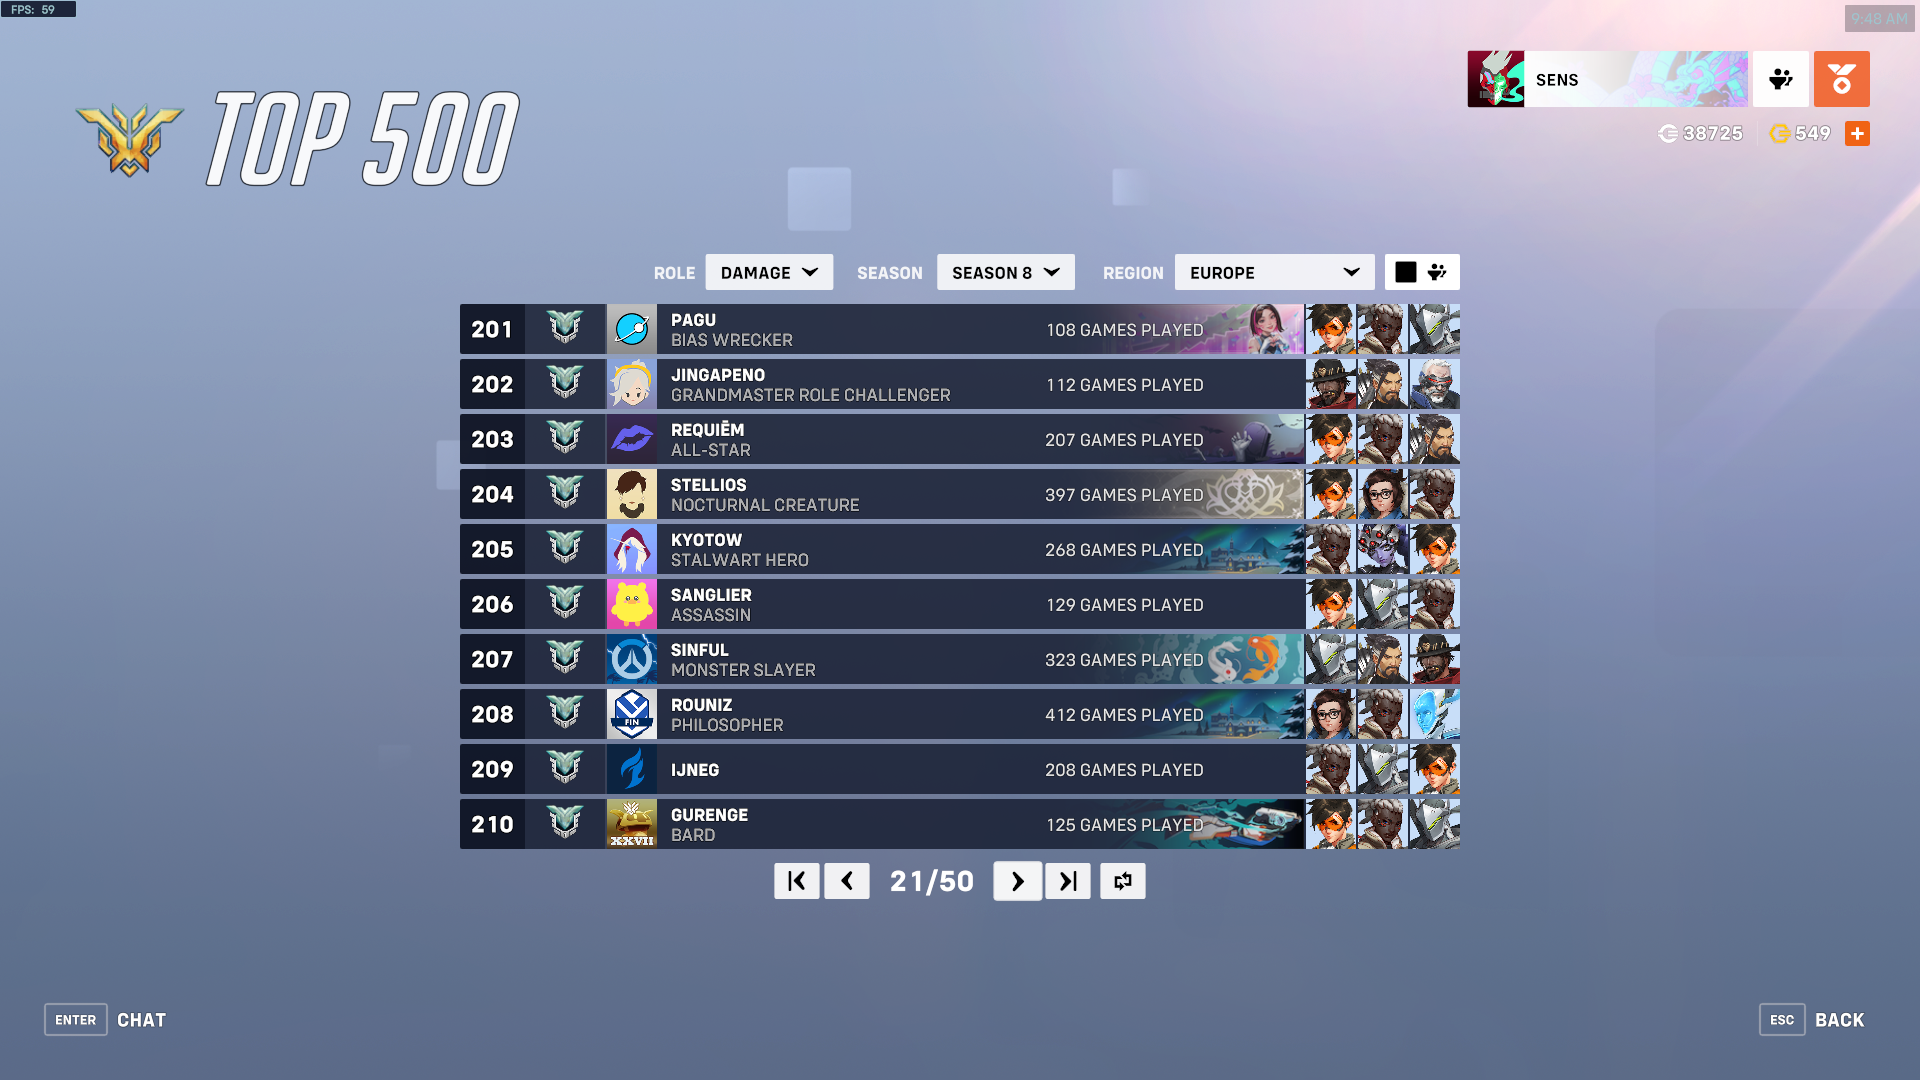 FPS: 59
9:48 AM
TOP 500
SENS
38725
549
ROLE DAMAGE SEASON SEASON 8 REGION EUROPE
201 PAGU 108 GAMES PLAYED
BIAS WRECKER
202 JINGAPENO 112 GAMES PLAYED
GRANDMASTER ROLE CHALLENGER
203 REQUIĒM 207 GAMES PLAYED
ALL-STAR
204 STELLIOS 397 GAMES PLAYED
NOCTURNAL CREATURE
205 KYOTOW 268 GAMES PLAYED
STALWART HERO
206 SANGLIER 129 GAMES PLAYED
ASSASSIN
207 SINFUL 323 GAMES PLAYED
MONSTER SLAYER
208 FIN ROUNIZ 412 GAMES PLAYED
PHILOSOPHER
209 IJNEG 208 GAMES PLAYED
210 XXVII GURENGE 125 GAMES PLAYED
BARD
21/50
ENTER CHAT
ESC BACK